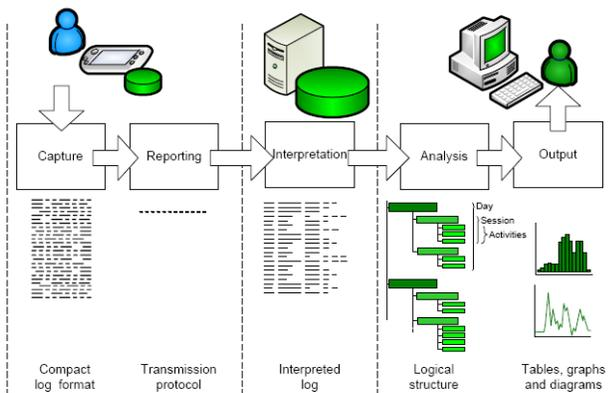 Capture
Reporting
Interpretation
Analysis
Output
Day
Session
Activities
Compact
log format
Transmission
protocol
Interpreted
log
Logical
structure
Tables, graphs
and diagrams